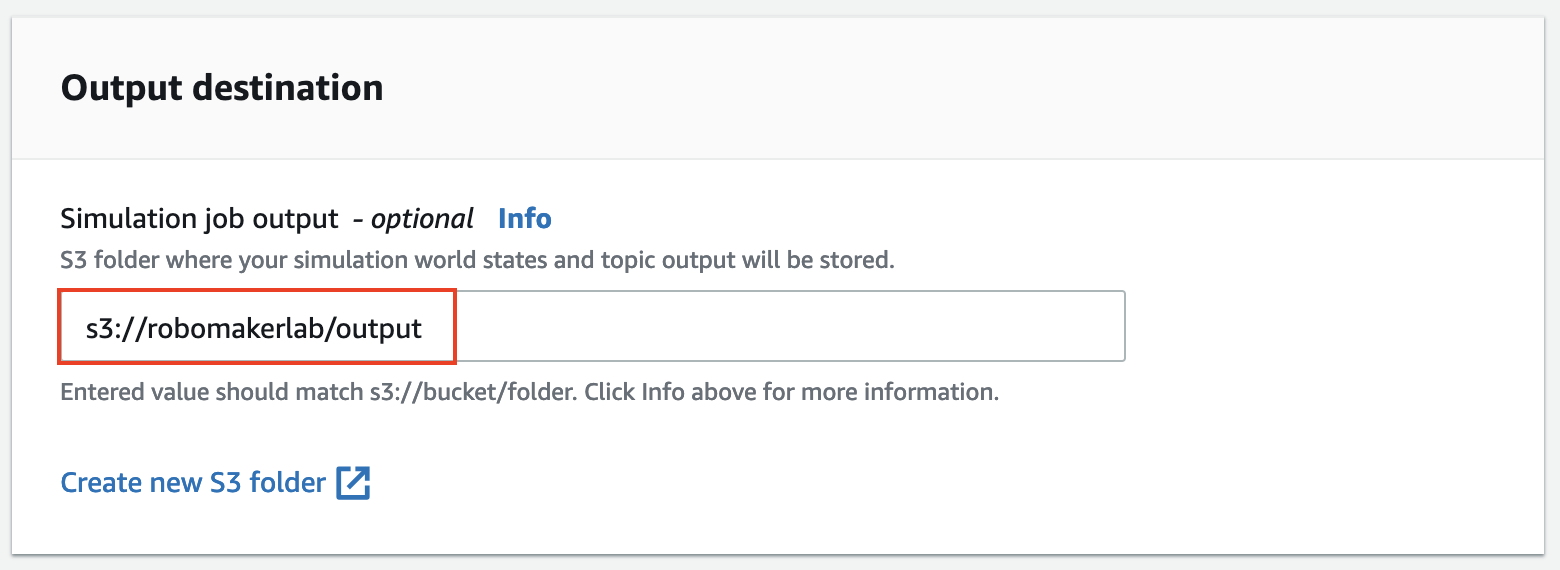 Output destination
Simulation job output - optional Info
S3 folder where your simulation world states and topic output will be stored.
s3://robomakerlab/output
Entered value should match s3://bucket/folder. Click Info above for more information.
Create new S3 folder